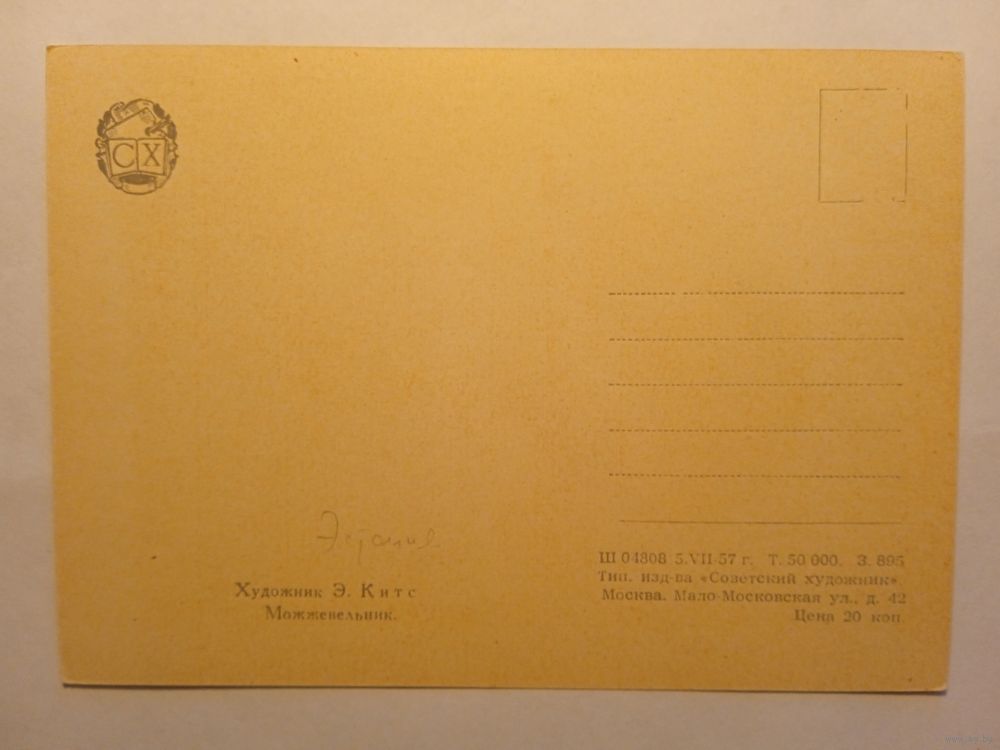 СХ
Эстония
Художник Э. Китс
Можжевельник.
Ш 04808 5.VII-57 г. Т. 50 000. З. 895
Тип. изд-ва «Советский художник».
Москва. Мало-Московская ул., д. 42
Цена 20 коп.